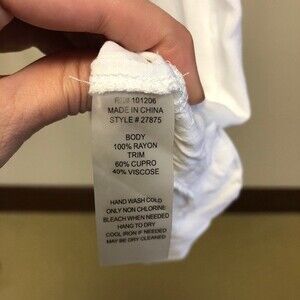 RN# 101206
MADE IN CHINA
STYLE # 27875
BODY
100% RAYON
TRIM
60% CUPRO
40% VISCOSE
HAND WASH COLD
ONLY NON CHLORINE
BLEACH WHEN NEEDED
HANG TO DRY
COOL IRON IF NEEDED
MAY BE DRY CLEANED